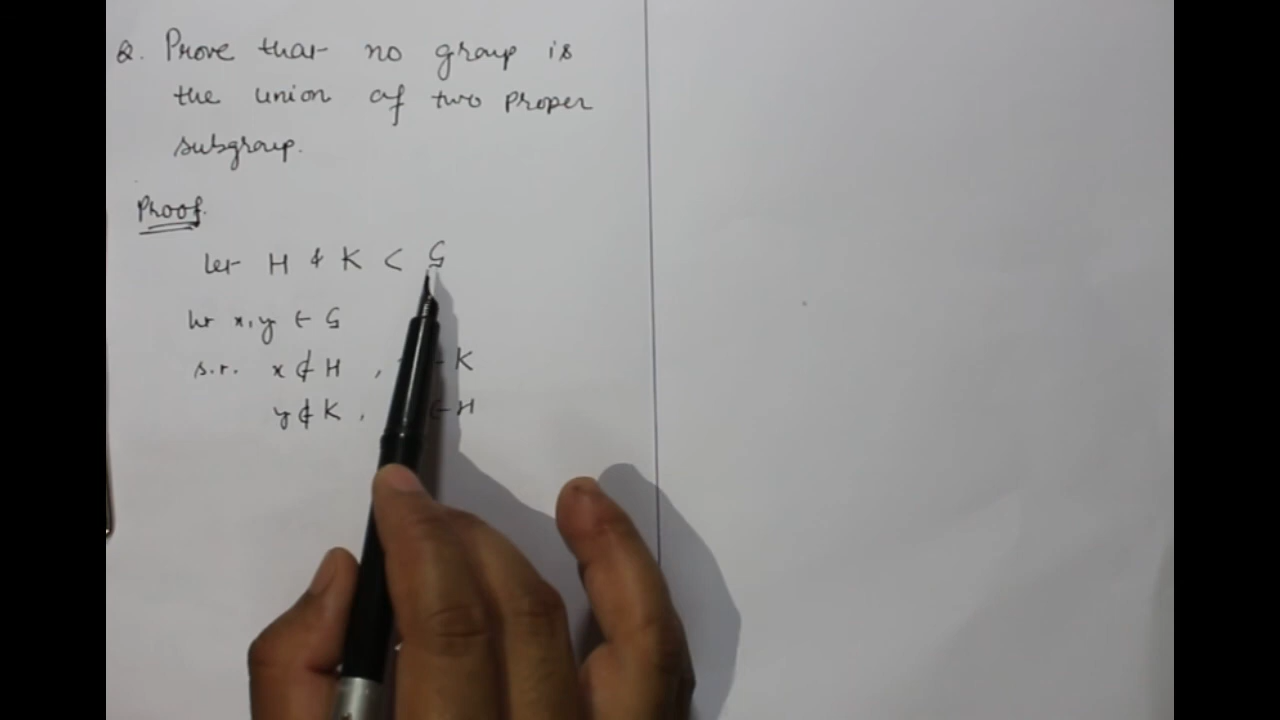 Q. Prove that no group is
the union of two proper
subgroup.
Proof.
let H & K < G
let x, y ∈ G
s.t. x ∉ H , ∈ K
y ∉ K , ∈ H